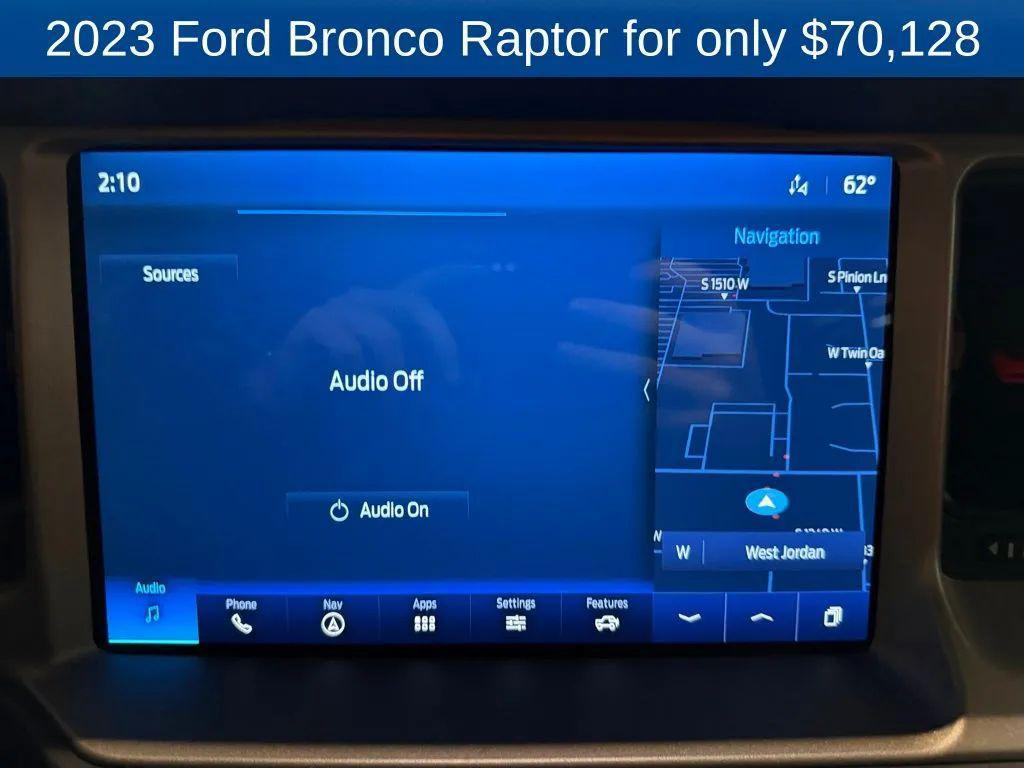 2023 Ford Bronco Raptor for only $70,128
2:10
62°
Navigation
Sources
S 1510 W
S Pinion Ln
W Twin Oa
Audio Off
Audio On
W
West Jordan
Audio
Phone
Nav
Apps
Settings
Features